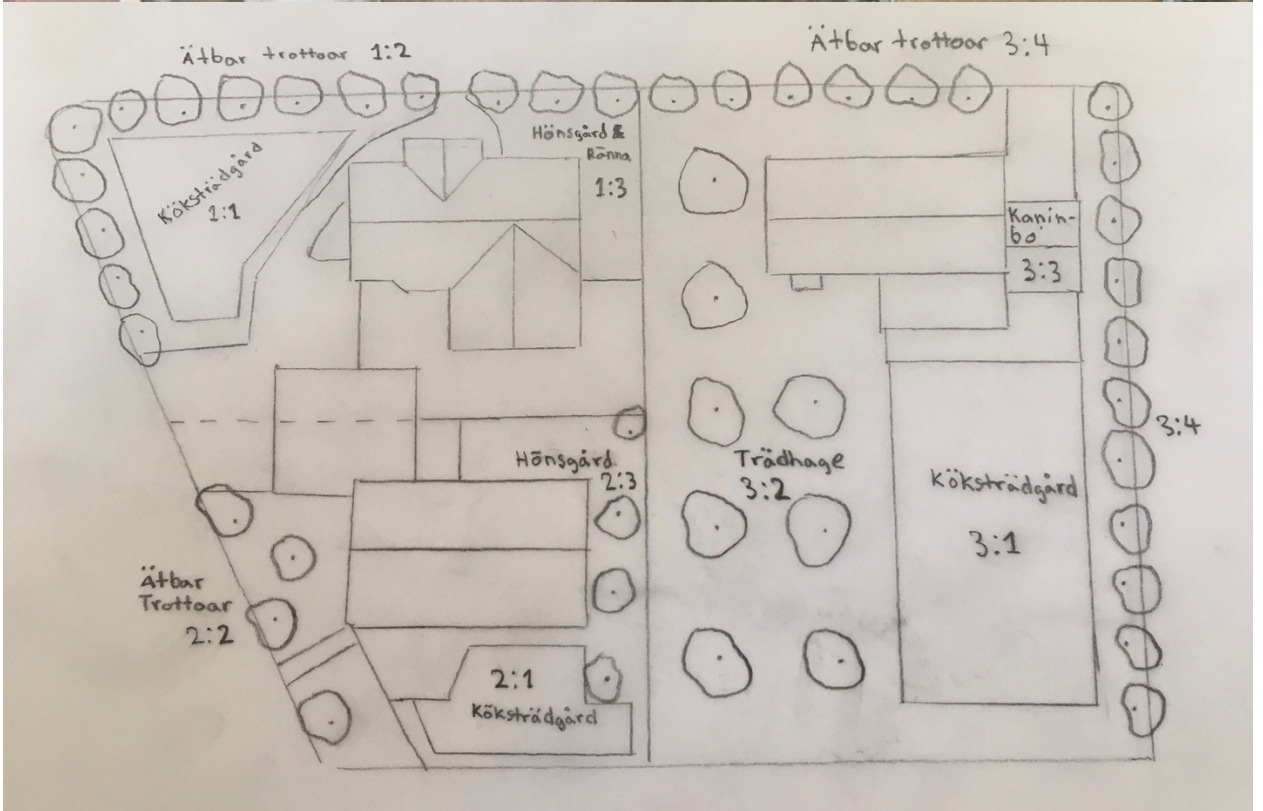 Ätbar trottoar 1:2
Ätbar trottoar 3:4
Hönsgård &
Ränna
1:3
Köksträdgård
1:1
Kanin-
bo
3:3
3:4
Hönsgård
2:3
Trädhage
3:2
Köksträdgård
3:1
Ätbar
Trottoar
2:2
2:1
Köksträdgård